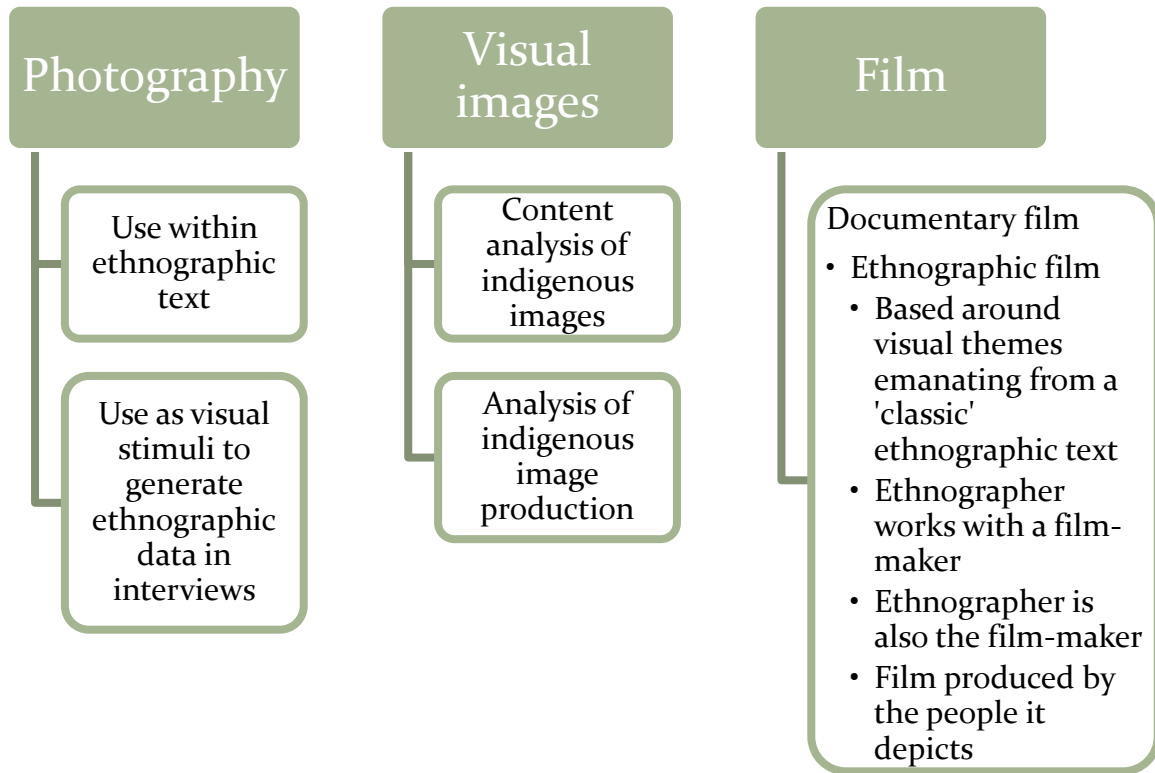 Photography
Use within
ethnographic
text
Use as visual
stimuli to
generate
ethnographic
data in
interviews
Visual
images
Content
analysis of
indigenous
images
Analysis of
indigenous
image
production
Film
Documentary film
• Ethnographic film
• Based around
visual themes
emanating from a
'classic'
ethnographic text
• Ethnographer
works with a film-
maker
• Ethnographer is
also the film-maker
• Film produced by
the people it
depicts